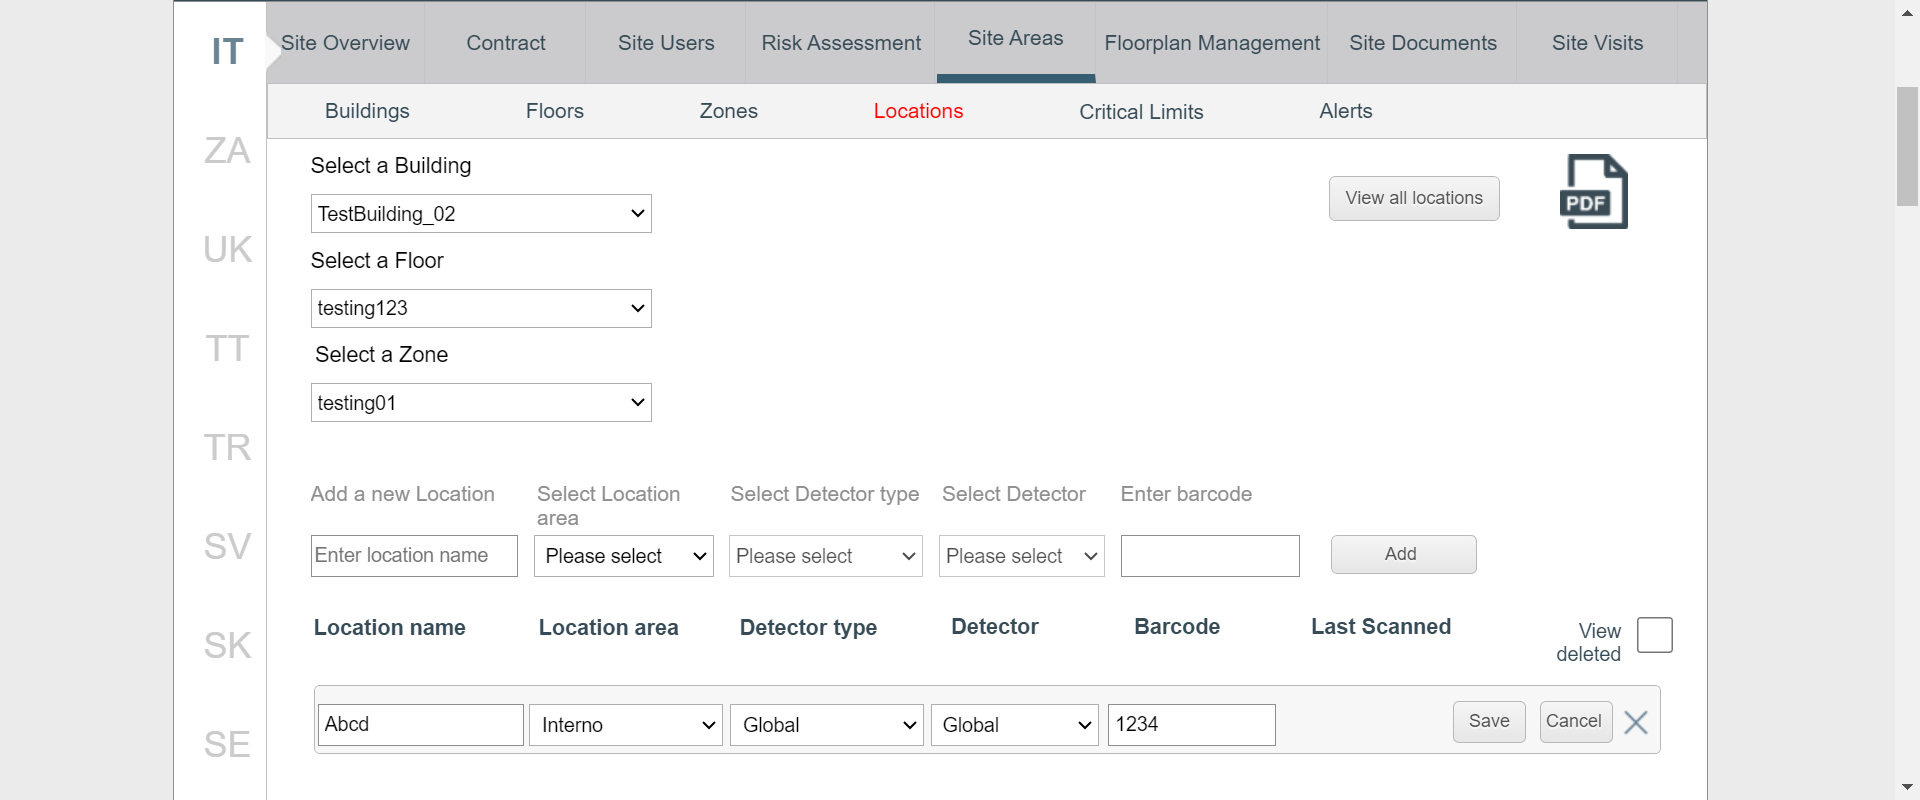 IT
ZA
UK
TT
TR
SV
SK
SE
Site Overview
Contract
Site Users
Risk Assessment
Site Areas
Floorplan Management
Site Documents
Site Visits
Buildings
Floors
Zones
Locations
Critical Limits
Alerts
Select a Building
TestBuilding_02
View all locations
PDF
Select a Floor
testing123
Select a Zone
testing01
Add a new Location
Select Location
area
Select Detector type
Select Detector
Enter barcode
Enter location name
Please select
Please select
Please select
Add
Location name
Location area
Detector type
Detector
Barcode
Last Scanned
View
deleted
Abcd
Interno
Global
Global
1234
Save
Cancel